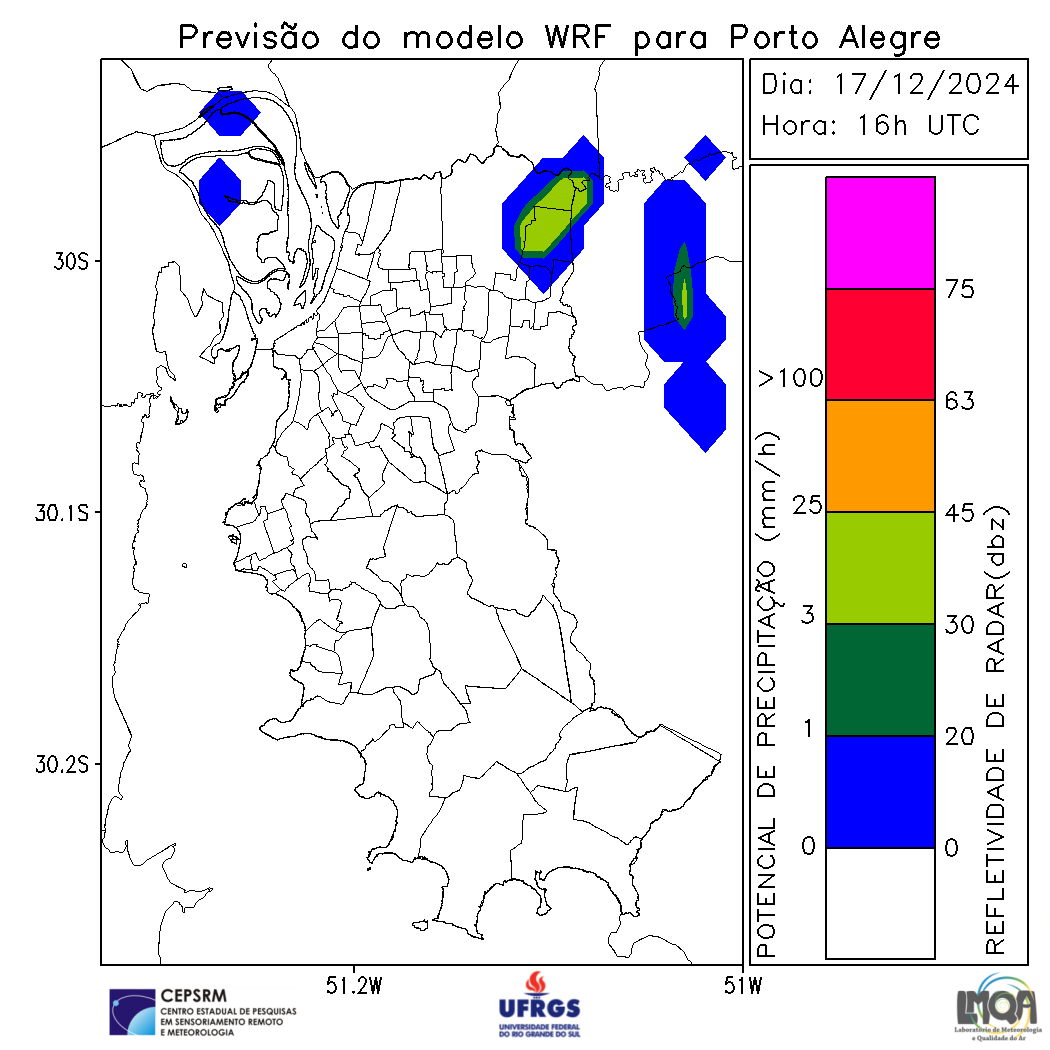 Previsão do modelo WRF para Porto Alegre
Dia: 17/12/2024
Hora: 16h UTC
30S
30.1S
30.2S
51.2W
51W
POTENCIAL DE PRECIPITAÇÃO (mm/h)
>100
25
3
1
0
75
63
45
30
20
0
REFLETIVIDADE DE RADAR(dbz)
CEPSRM
CENTRO ESTADUAL DE PESQUISAS
EM SENSORIAMENTO REMOTO
E METEOROLOGIA
UFRGS
UNIVERSIDADE FEDERAL
DO RIO GRANDE DO SUL
LMQA
Laboratório de Meteorologia
e Qualidade do Ar